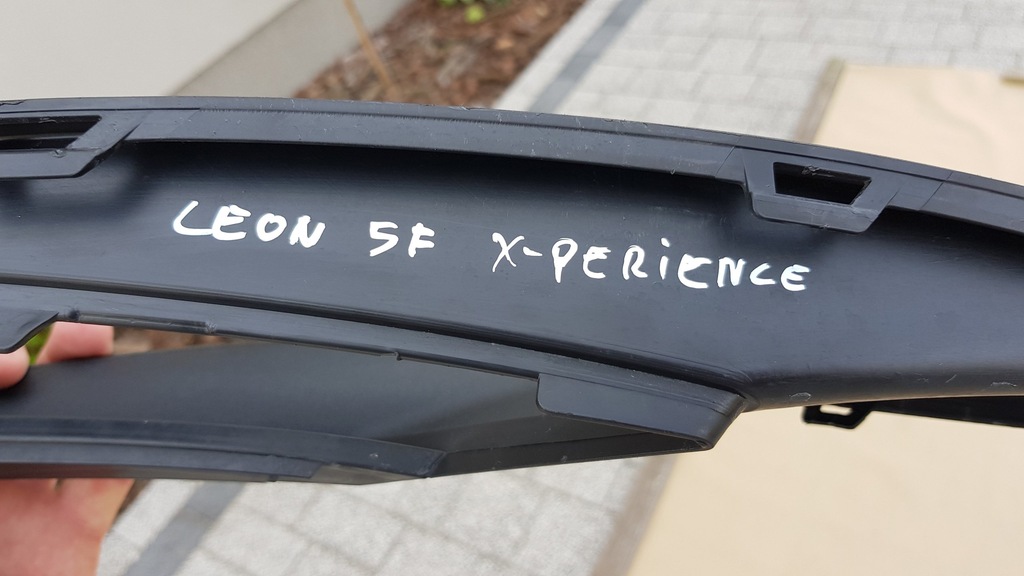 LEON 5F X-PERiENCE